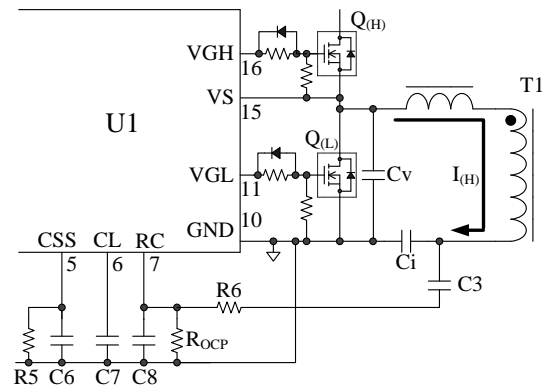 Q(H)
VGH
16
T1
VS
15
U1
Q(L)
I(H)
VGL
11
Cv
10
GND
CSS CL RC
5 6 7
Ci
C3
R6
ROCP
R5 C6 C7 C8